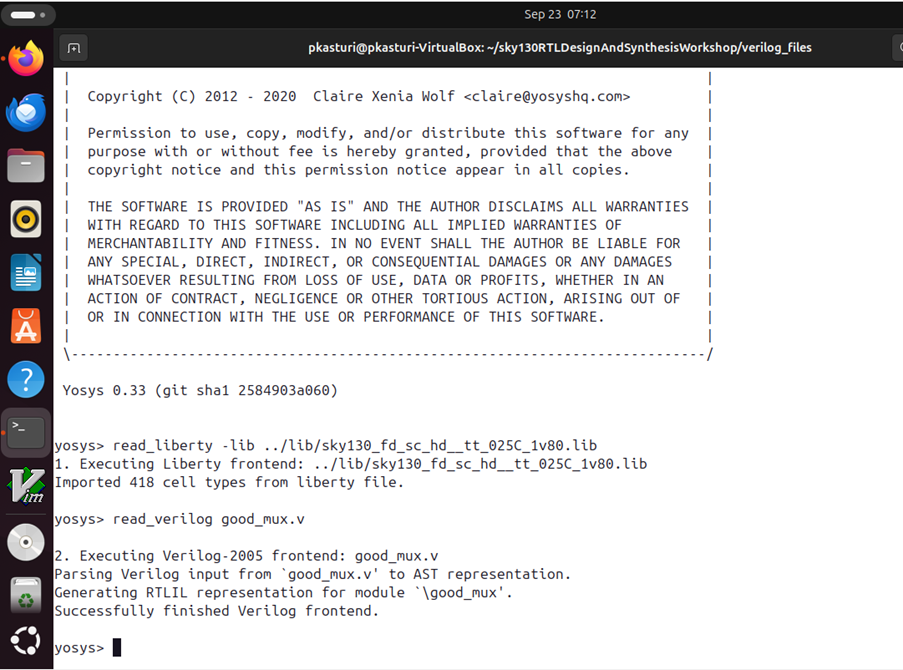 Sep 23 07:12
pkasturi@pkasturi-VirtualBox: ~/sky130RTLDesignAndSynthesisWorkshop/verilog_files
| |
| Copyright (C) 2012 - 2020  Claire Xenia Wolf <claire@yosyshq.com> |
| |
| Permission to use, copy, modify, and/or distribute this software for any |
| purpose with or without fee is hereby granted, provided that the above |
| copyright notice and this permission notice appear in all copies. |
| |
| THE SOFTWARE IS PROVIDED "AS IS" AND THE AUTHOR DISCLAIMS ALL WARRANTIES |
| WITH REGARD TO THIS SOFTWARE INCLUDING ALL IMPLIED WARRANTIES OF |
| MERCHANTABILITY AND FITNESS. IN NO EVENT SHALL THE AUTHOR BE LIABLE FOR |
| ANY SPECIAL, DIRECT, INDIRECT, OR CONSEQUENTIAL DAMAGES OR ANY DAMAGES |
| WHATSOEVER RESULTING FROM LOSS OF USE, DATA OR PROFITS, WHETHER IN AN |
| ACTION OF CONTRACT, NEGLIGENCE OR OTHER TORTIOUS ACTION, ARISING OUT OF |
| OR IN CONNECTION WITH THE USE OR PERFORMANCE OF THIS SOFTWARE. |
| |
\----------------------------------------------------------------------------/
Yosys 0.33 (git sha1 2584903a060)
yosys> read_liberty -lib ../lib/sky130_fd_sc_hd__tt_025C_1v80.lib
1. Executing Liberty frontend: ../lib/sky130_fd_sc_hd__tt_025C_1v80.lib
Imported 418 cell types from liberty file.
yosys> read_verilog good_mux.v
2. Executing Verilog-2005 frontend: good_mux.v
Parsing Verilog input from `good_mux.v' to AST representation.
Generating RTLIL representation for module `\good_mux'.
Successfully finished Verilog frontend.
yosys>
Vim